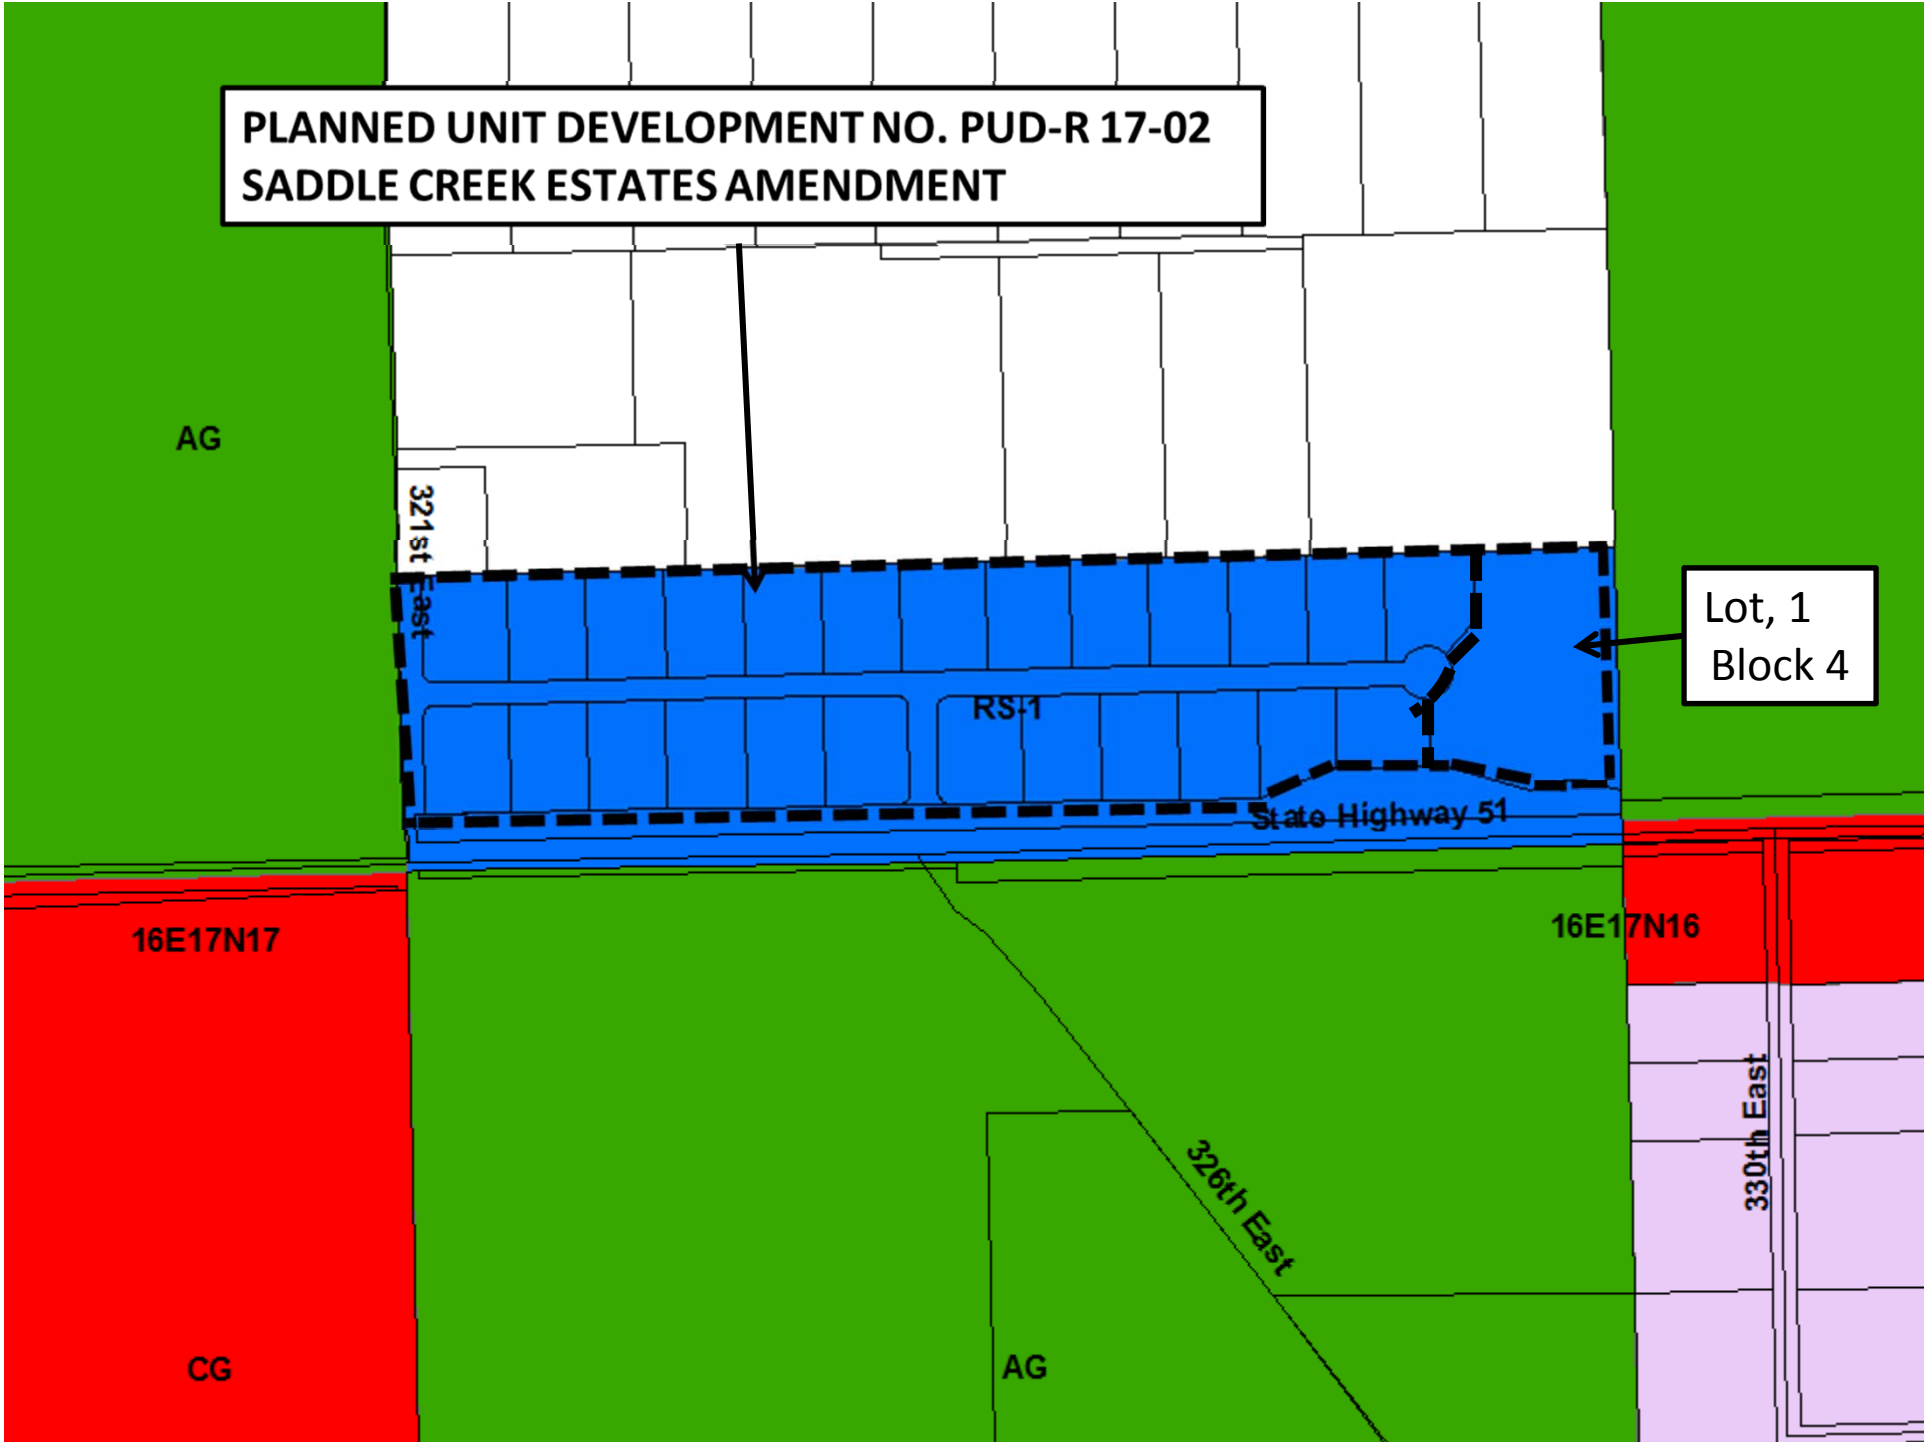 PLANNED UNIT DEVELOPMENT NO. PUD-R 17-02
SADDLE CREEK ESTATES AMENDMENT
AG
321st East
Lot, 1
Block 4
RS-1
State Highway 51
16E17N17
16E17N16
330th East
326th East
CG
AG